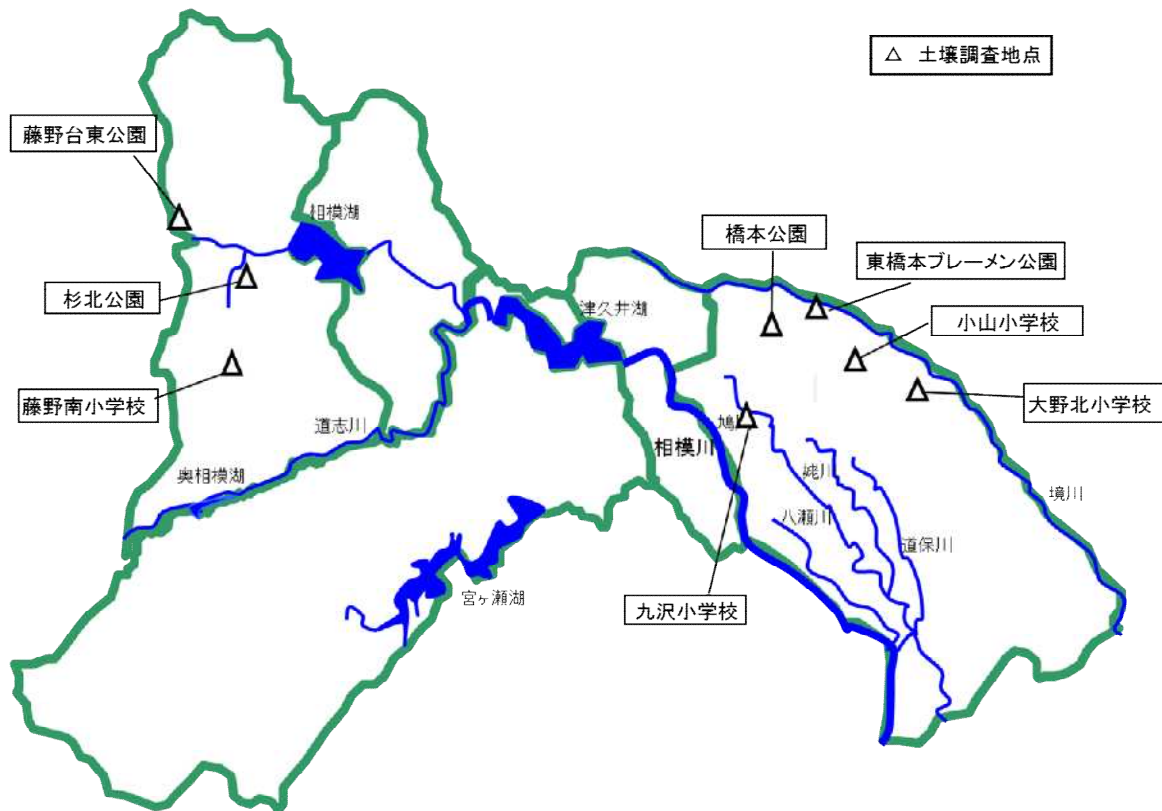 △ 土壌調査地点
藤野台東公園
相模湖
橋本公園
東橋本ブレーメン公園
杉北公園
津久井湖
小山小学校
藤野南小学校
大野北小学校
道志川
鳩川
相模川
奥相模湖
姥川
境川
八瀬川
道保川
宮ヶ瀬湖
九沢小学校